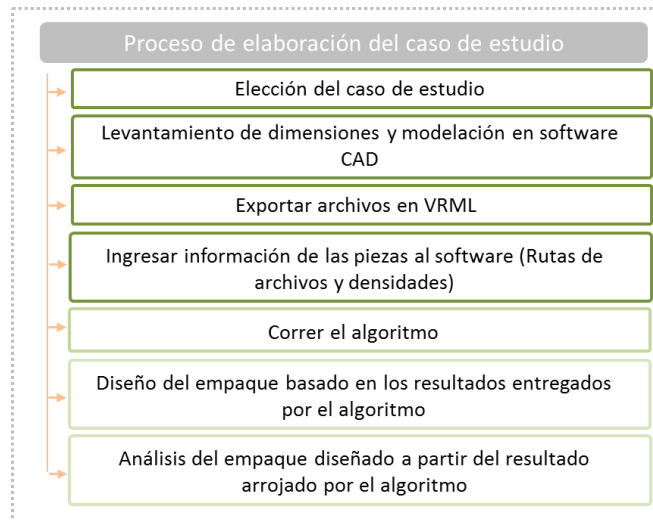 Proceso de elaboración del caso de estudio
Elección del caso de estudio
Levantamiento de dimensiones y modelación en software
CAD
Exportar archivos en VRML
Ingresar información de las piezas al software (Rutas de
archivos y densidades)
Correr el algoritmo
Diseño del empaque basado en los resultados entregados
por el algoritmo
Análisis del empaque diseñado a partir del resultado
arrojado por el algoritmo